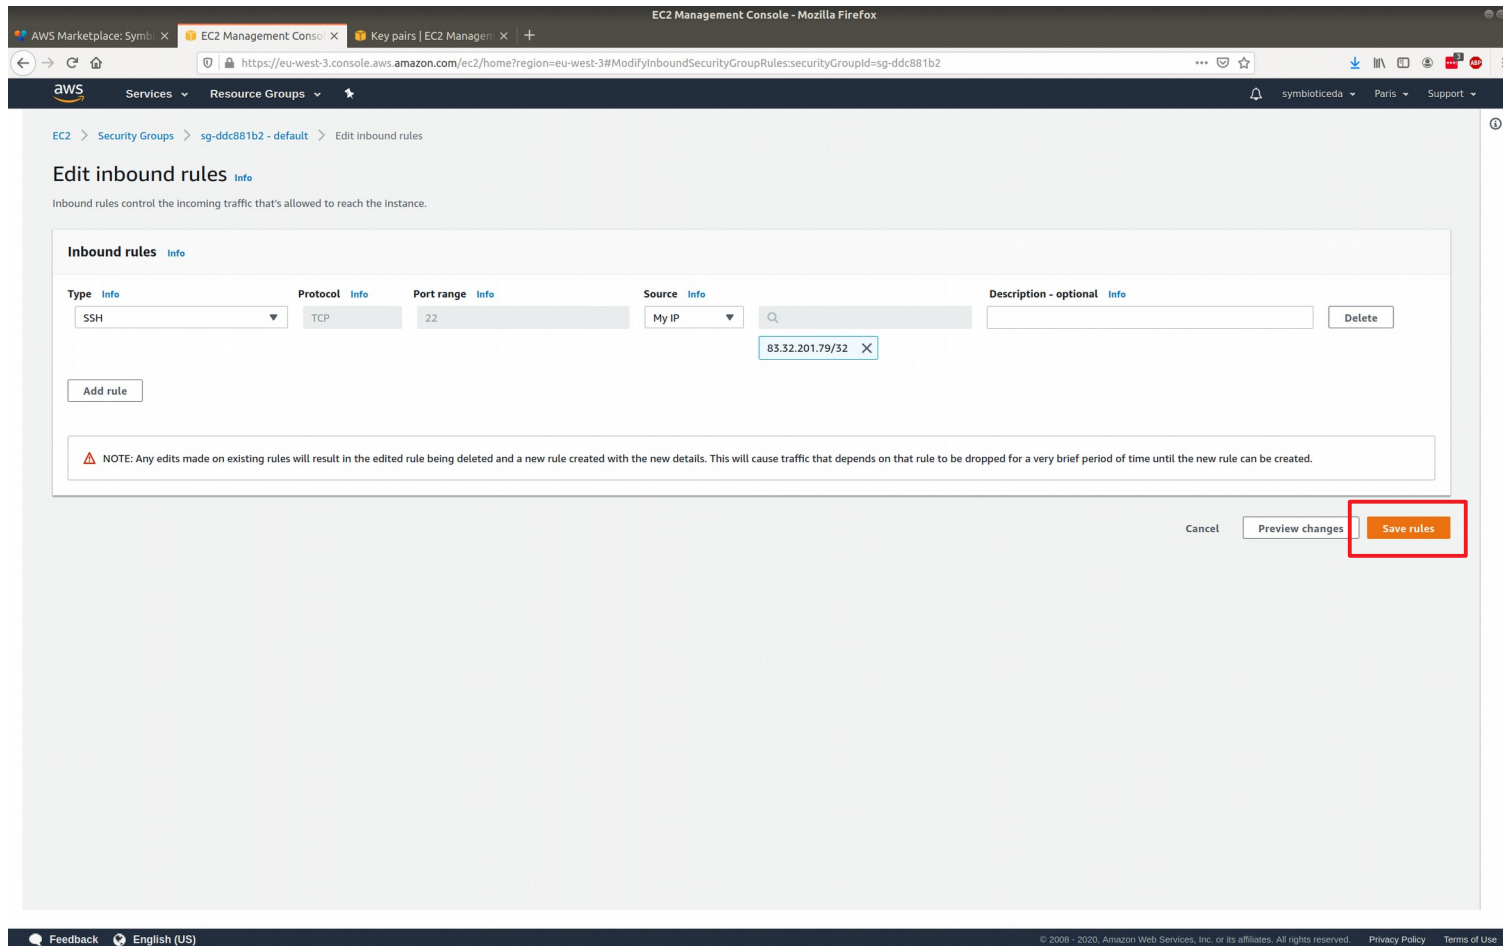 EC2 Management Console - Mozilla Firefox
AWS Marketplace: Symbi EC2 Management Consol Key pairs | EC2 Managem
https://eu-west-3.console.aws.amazon.com/ec2/home?region=eu-west-3#ModifyInboundSecurityGroupRules:securityGroupId=sg-ddc881b2
3 ABP
aws Services Resource Groups symbioticeda Paris Support
EC2 > Security Groups > sg-ddc881b2 - default > Edit inbound rules
Edit inbound rules Info
Inbound rules control the incoming traffic that's allowed to reach the instance.
Inbound rules Info
Type Info Protocol Info Port range Info Source Info Description - optional Info
SSH TCP 22 My IP Delete
83.32.201.79/32
Add rule
NOTE: Any edits made on existing rules will result in the edited rule being deleted and a new rule created with the new details. This will cause traffic that depends on that rule to be dropped for a very brief period of time until the new rule can be created.
Cancel Preview changes Save rules
Feedback English (US) © 2008 - 2020, Amazon Web Services, Inc. or its affiliates. All rights reserved. Privacy Policy Terms of Use